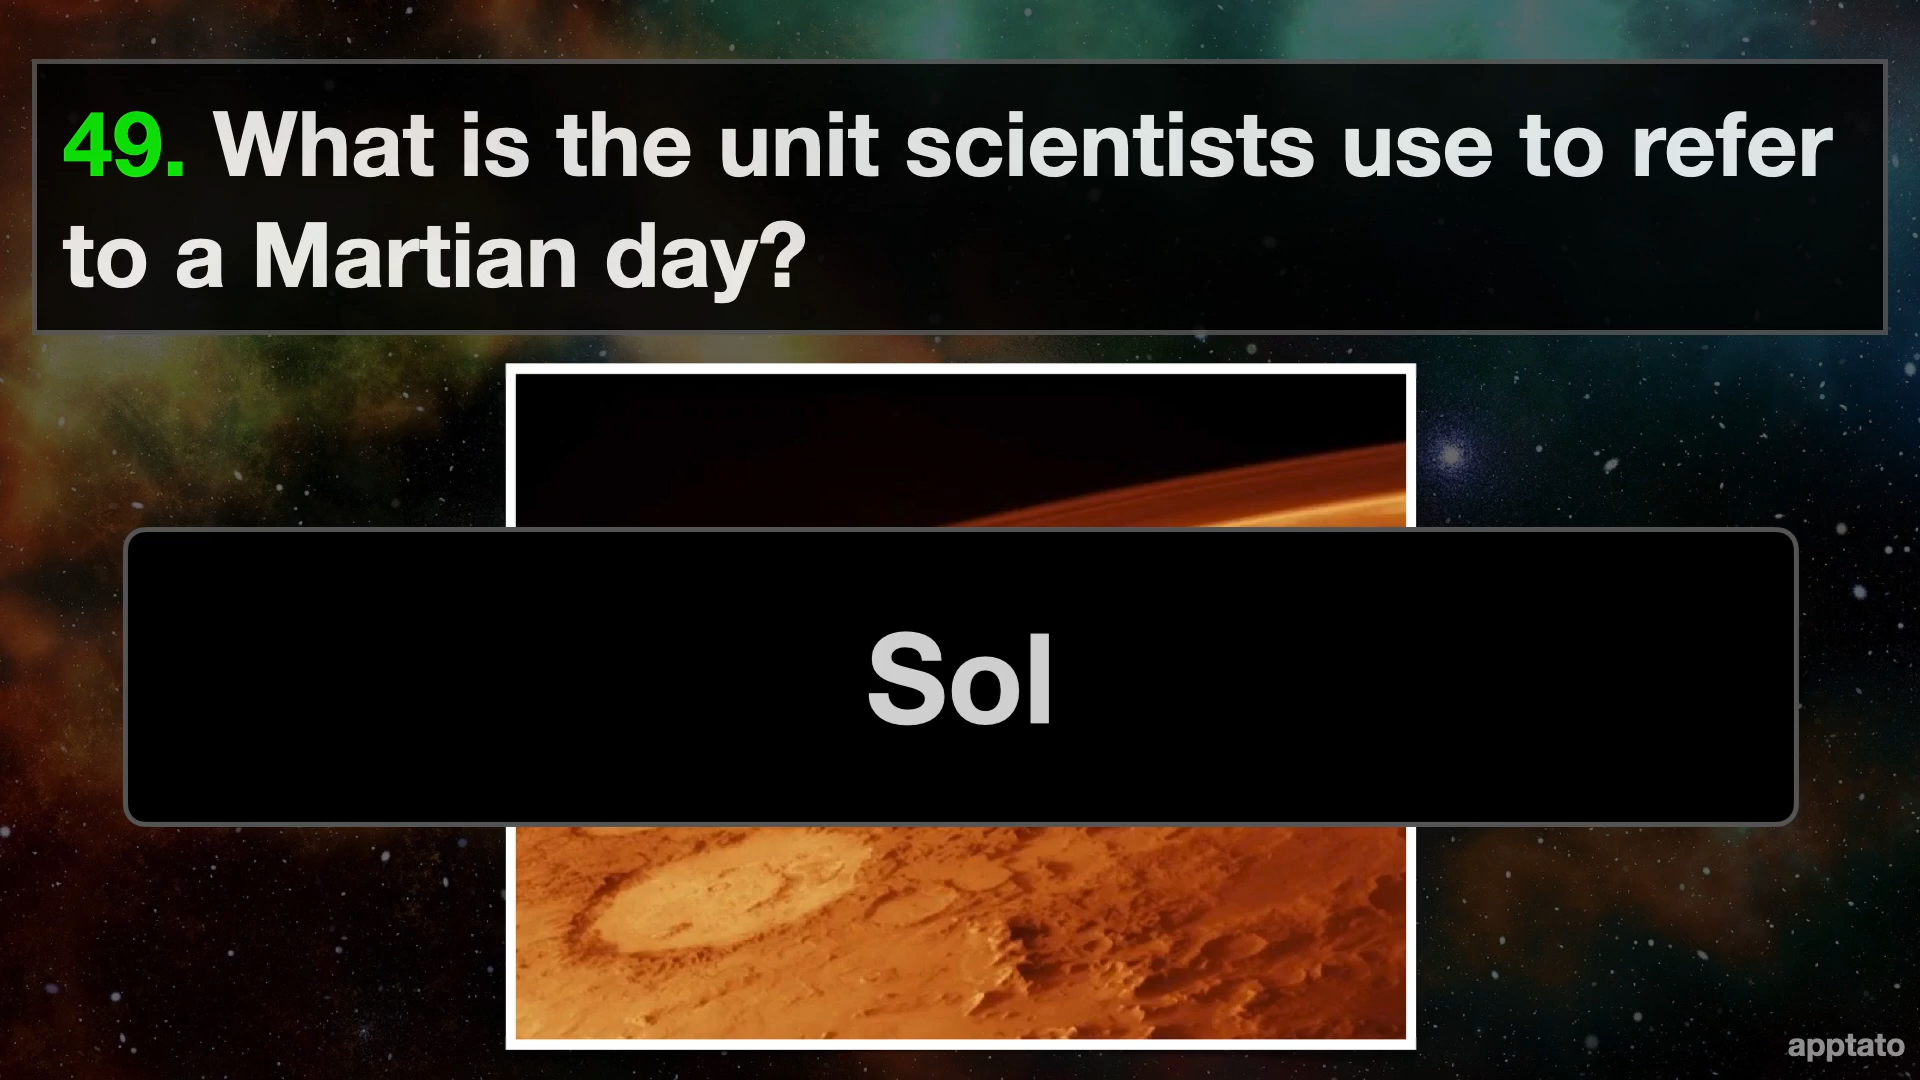 49. What is the unit scientists use to refer
to a Martian day?
Sol
apptato